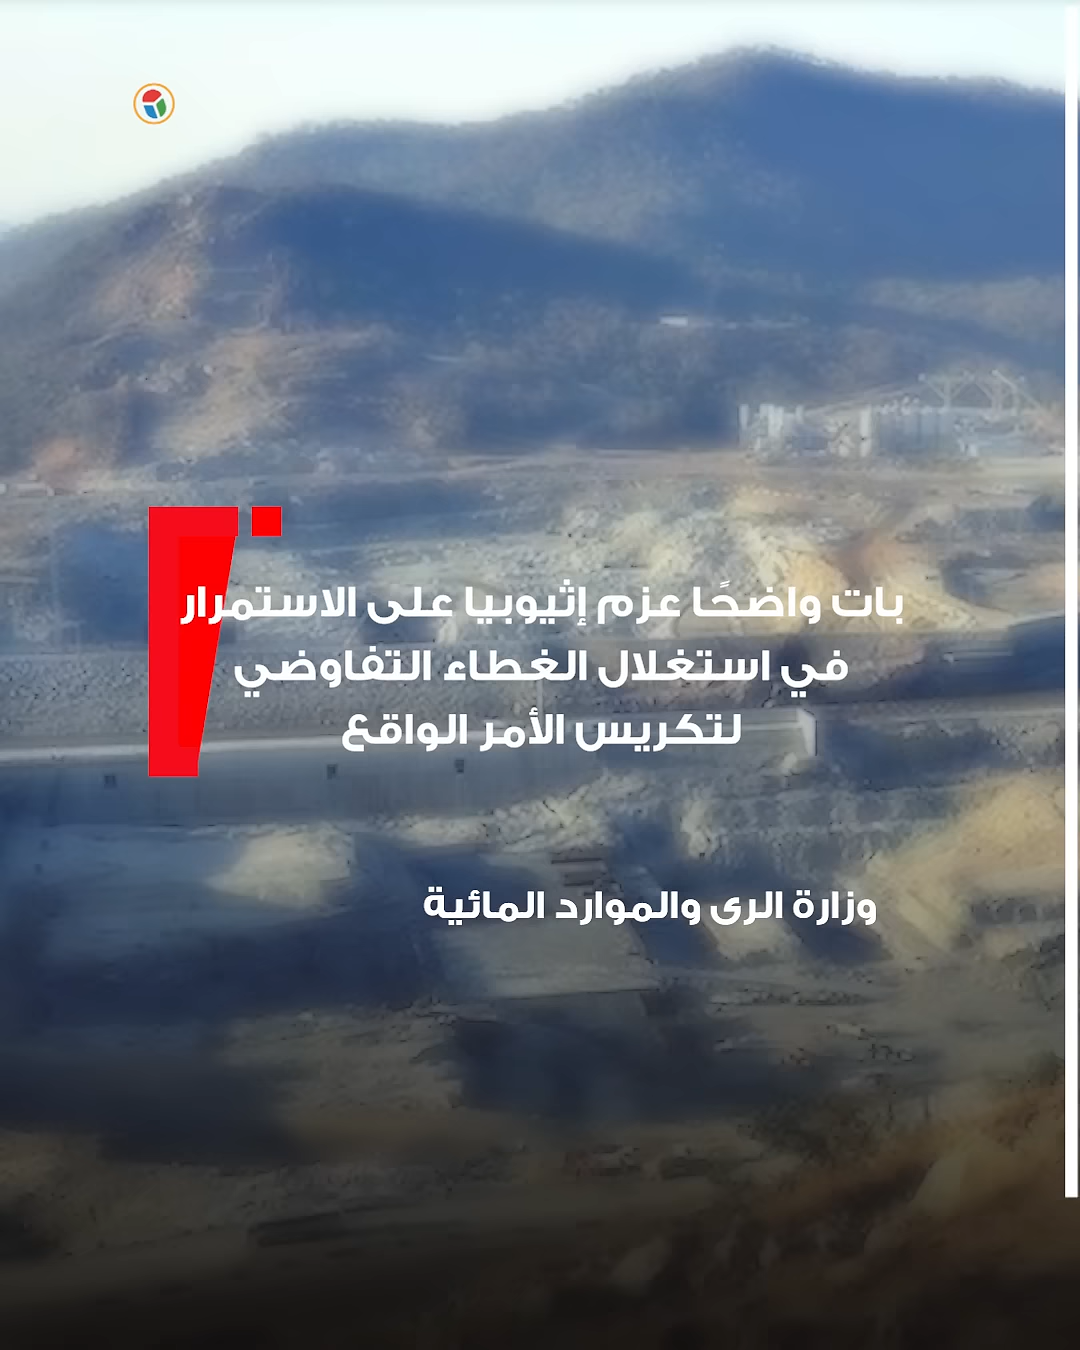 بات واضحًا عزم إثيوبيا على الاستمرار
في استغلال الغطاء التفاوضي
لتكريس الأمر الواقع
وزارة الرى والموارد المائية